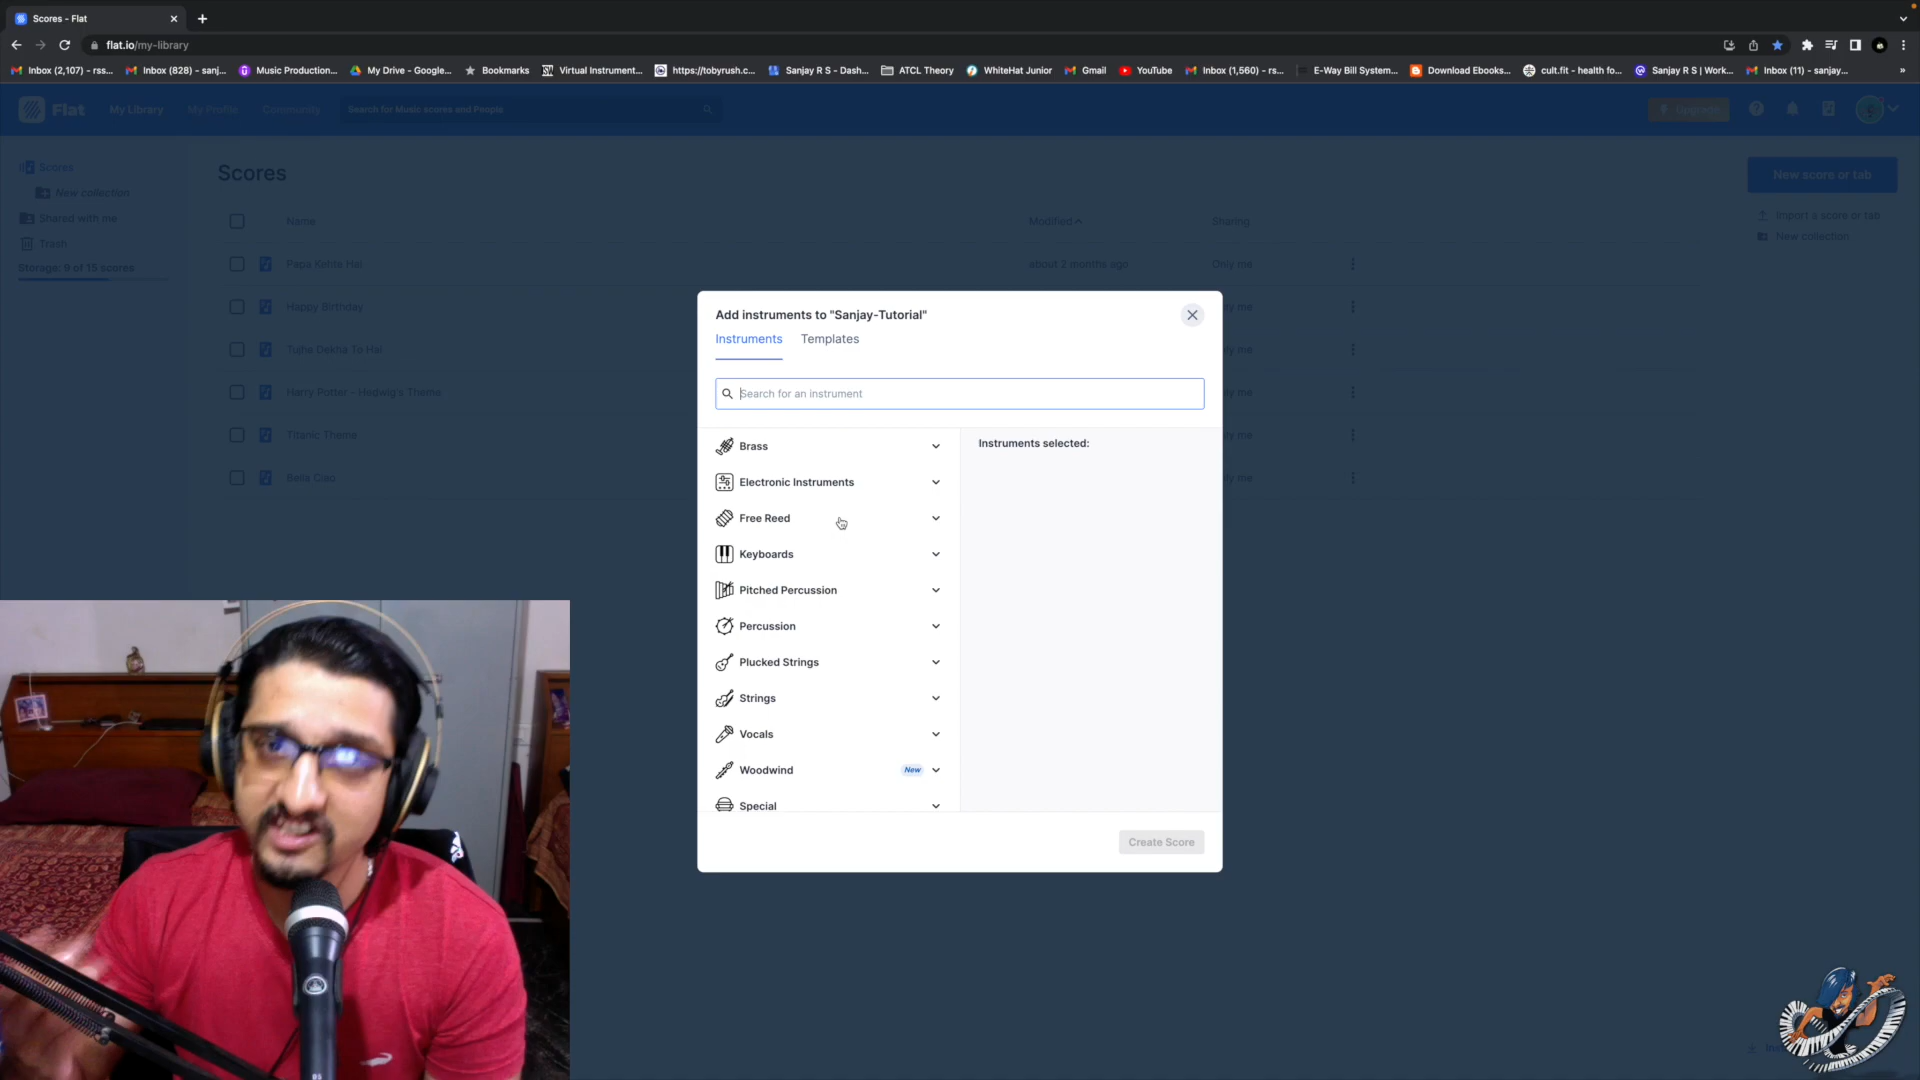 Scores - Flat
flat.io/my-library
Inbox (2,107) - rss...
Inbox (828) - sanj...
Music Production...
My Drive - Google...
Bookmarks
Virtual Instrument...
https://tobyrush.c...
Sanjay R S - Dash...
ATCL Theory
WhiteHat Junior
Gmail
YouTube
Inbox (1,560) - rs...
E-Way Bill System...
Download Ebooks...
cult.fit - health fo...
Sanjay R S | Work...
Inbox (11) - sanjay...
Flat
My Library
My Profile
Community
Search for Music scores and People
Upgrade
Scores
New collection
Shared with me
Trash
Storage: 9 of 15 scores
Scores
New score or tab
Import a score or tab
New collection
Name
Modified
Sharing
Papa Kehte Hai
about 2 months ago
Only me
Happy Birthday
Tujhe Dekha To Hai
Harry Potter - Hedwig's Theme
Titanic Theme
Bella Ciao
Add instruments to "Sanjay-Tutorial"
Instruments
Templates
Search for an instrument
Brass
Electronic Instruments
Free Reed
Keyboards
Pitched Percussion
Percussion
Plucked Strings
Strings
Vocals
Woodwind
New
Special
Instruments selected:
Create Score